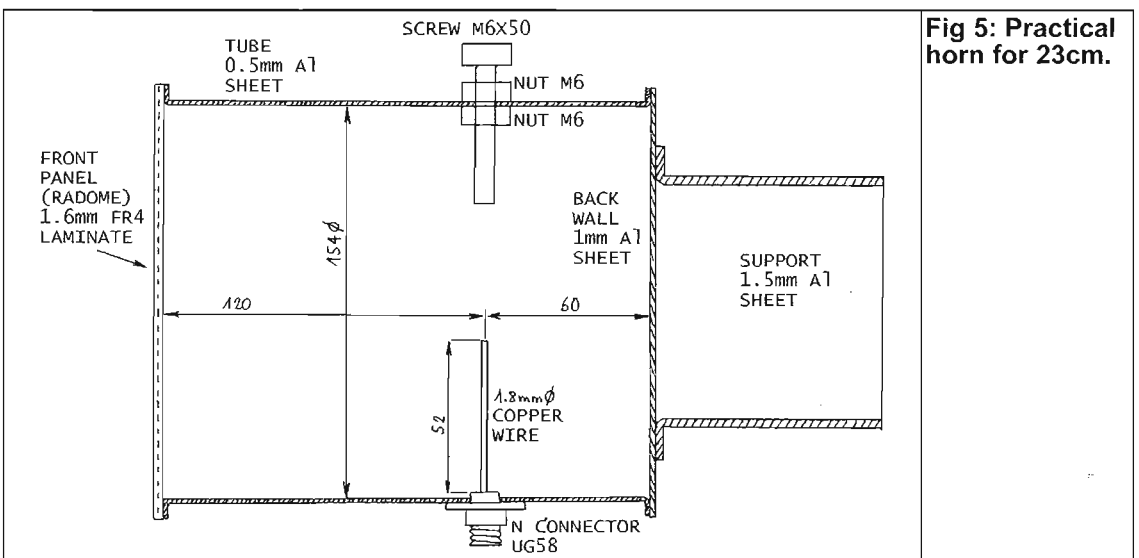 Fig 5: Practical
horn for 23cm.
SCREW M6X50
TUBE
0.5mm Al
SHEET
NUT M6
NUT M6
FRONT
PANEL
(RADOME)
1.6mm FR4
LAMINATE
154ϕ
BACK
WALL
1mm Al
SHEET
SUPPORT
1.5mm Al
SHEET
120
60
52
1.8mmϕ
COPPER
WIRE
N CONNECTOR
UG58